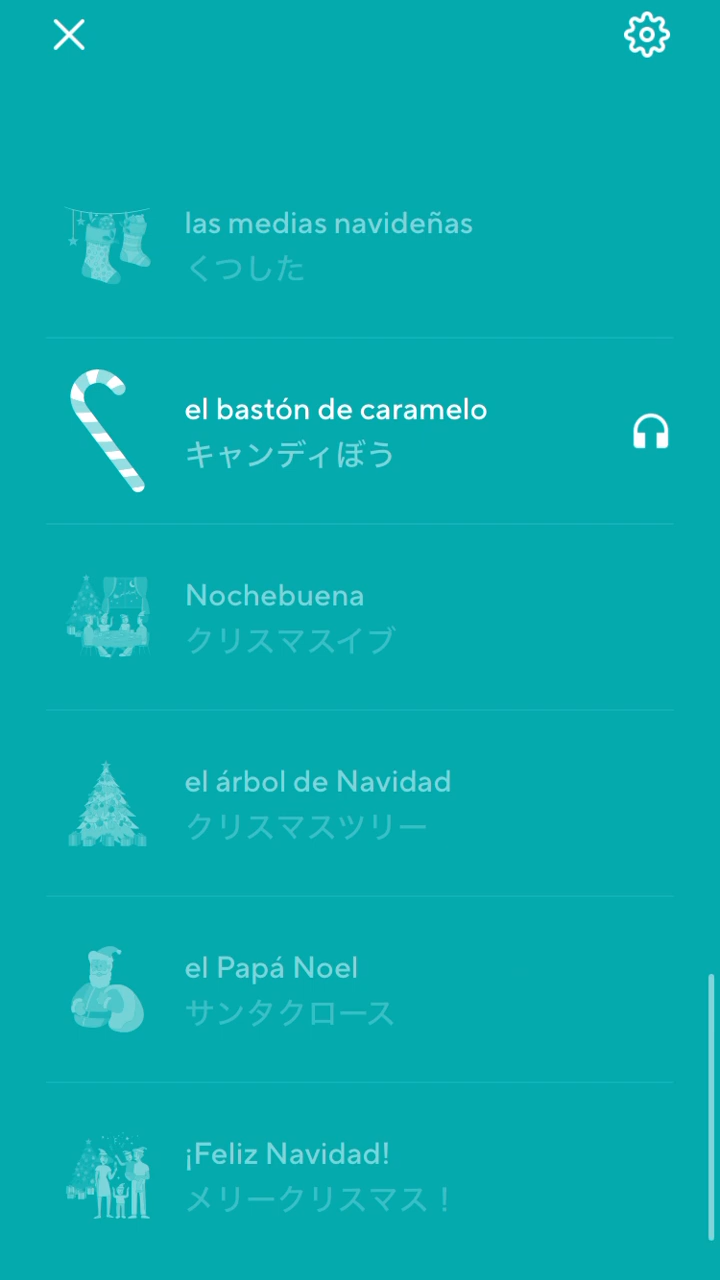 las medias navideñas
くつした
el bastón de caramelo
キャンディぼう
Nochebuena
クリスマスイブ
el árbol de Navidad
クリスマスツリー
el Papá Noel
サンタクロース
¡Feliz Navidad!
メリークリスマス！